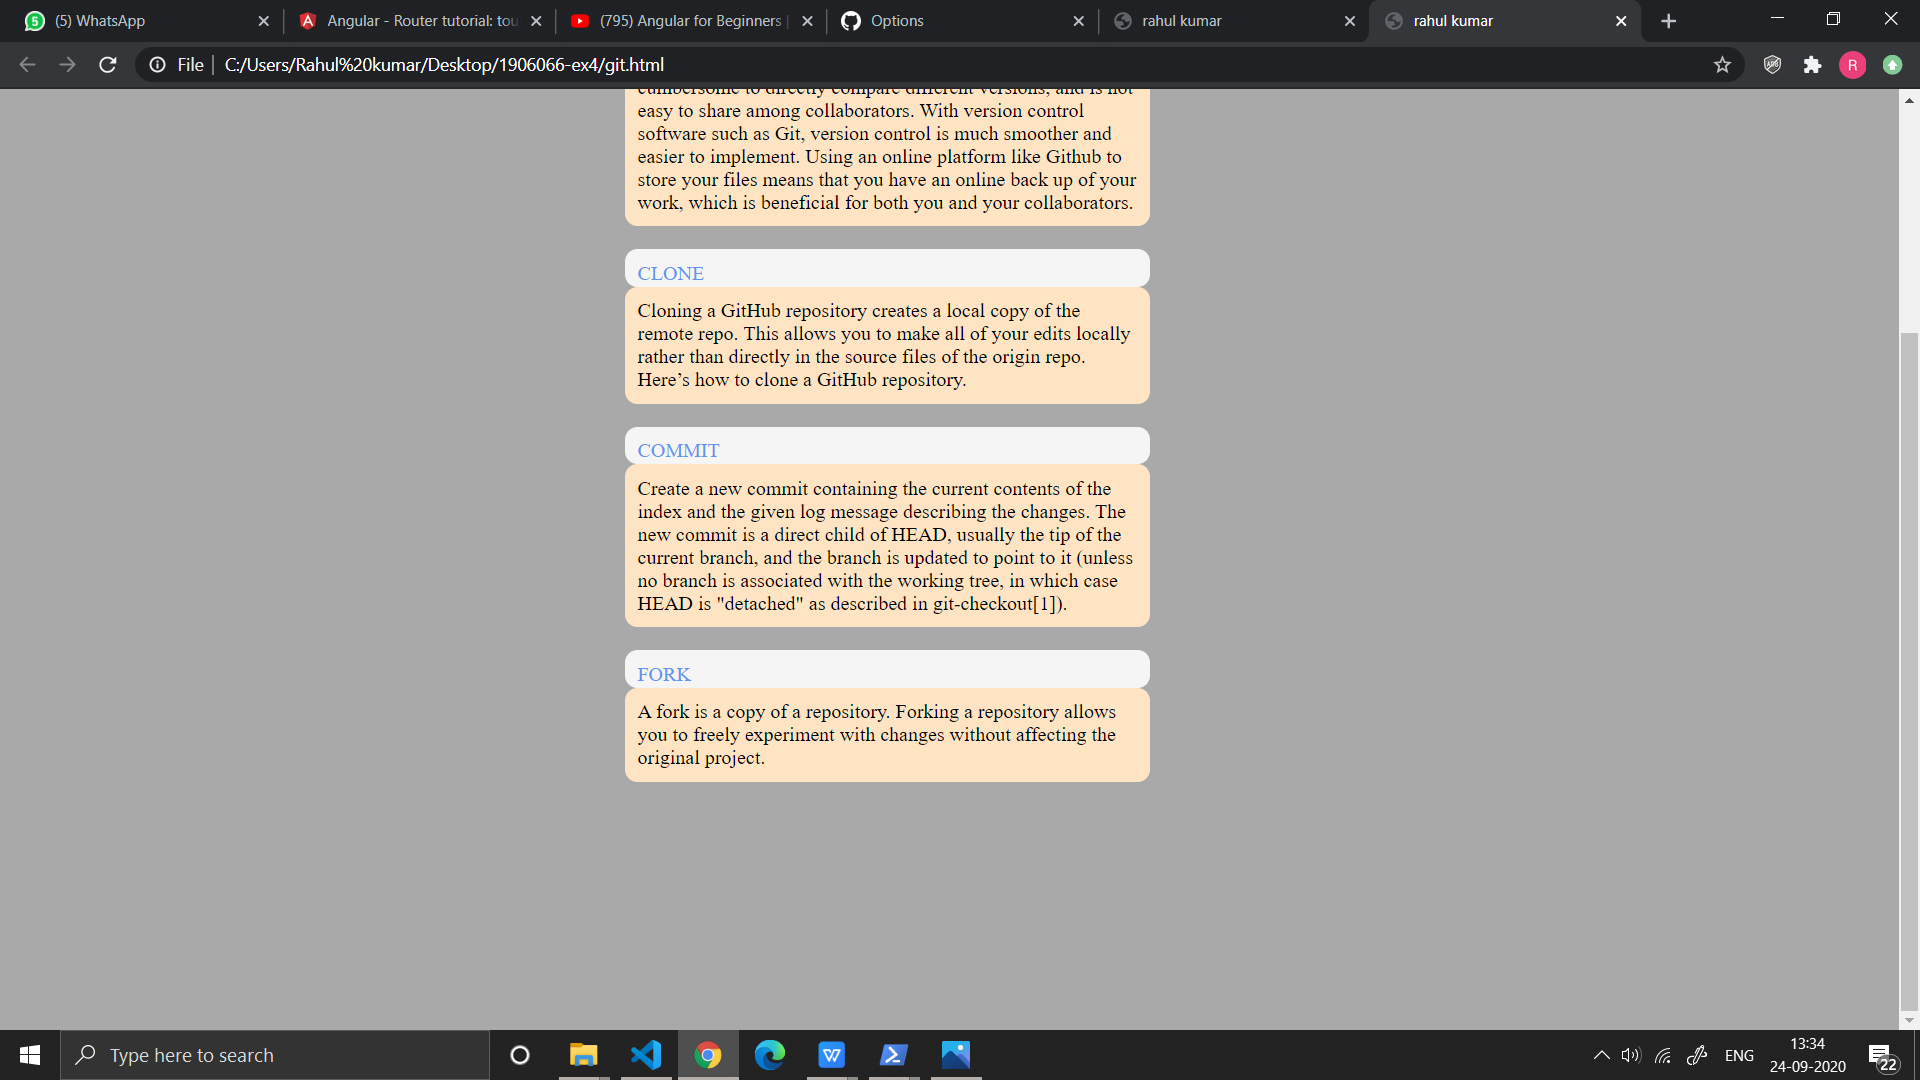 (5) WhatsApp
Angular - Router tutorial: tou
(795) Angular for Beginners |
Options
rahul kumar
rahul kumar
File
C:/Users/Rahul%20kumar/Desktop/1906066-ex4/git.html
R
cumbersome to directly compare different versions, and is not
easy to share among collaborators. With version control
software such as Git, version control is much smoother and
easier to implement. Using an online platform like Github to
store your files means that you have an online back up of your
work, which is beneficial for both you and your collaborators.
CLONE
Cloning a GitHub repository creates a local copy of the
remote repo. This allows you to make all of your edits locally
rather than directly in the source files of the origin repo.
Here’s how to clone a GitHub repository.
COMMIT
Create a new commit containing the current contents of the
index and the given log message describing the changes. The
new commit is a direct child of HEAD, usually the tip of the
current branch, and the branch is updated to point to it (unless
no branch is associated with the working tree, in which case
HEAD is "detached" as described in git-checkout[1]).
FORK
A fork is a copy of a repository. Forking a repository allows
you to freely experiment with changes without affecting the
original project.
Type here to search
ENG
13:34
24-09-2020
22